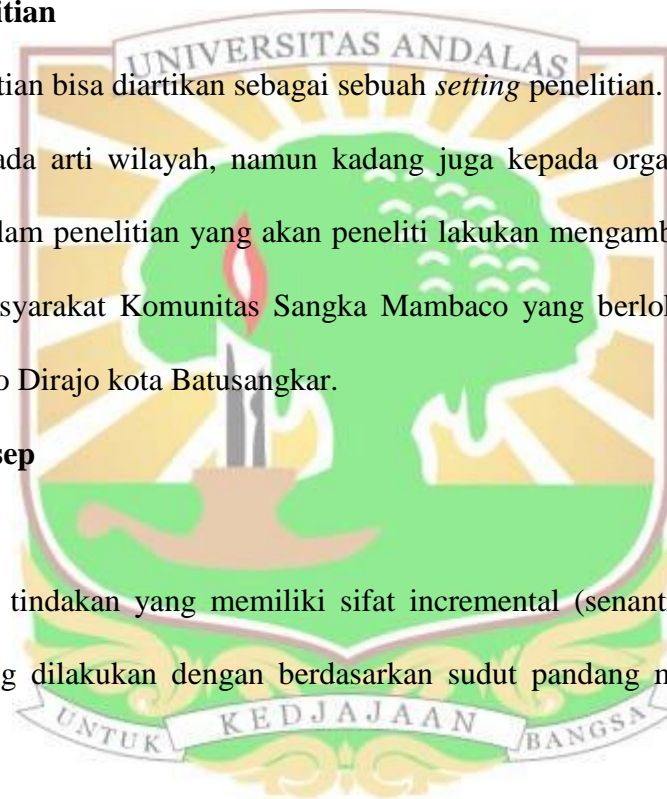 itian
UNIVERSITAS ANDALAS
tian bisa diartikan sebagai sebuah setting penelitian.
ada arti wilayah, namun kadang juga kepada orga
lam penelitian yang akan peneliti lakukan mengamb
syarakat Komunitas Sangka Mambaco yang berlok
o Dirajo kota Batusangkar.
sep
tindakan yang memiliki sifat incremental (senant
g dilakukan dengan berdasarkan sudut pandang m
UNTUK KEDJAJAAN BANGSA